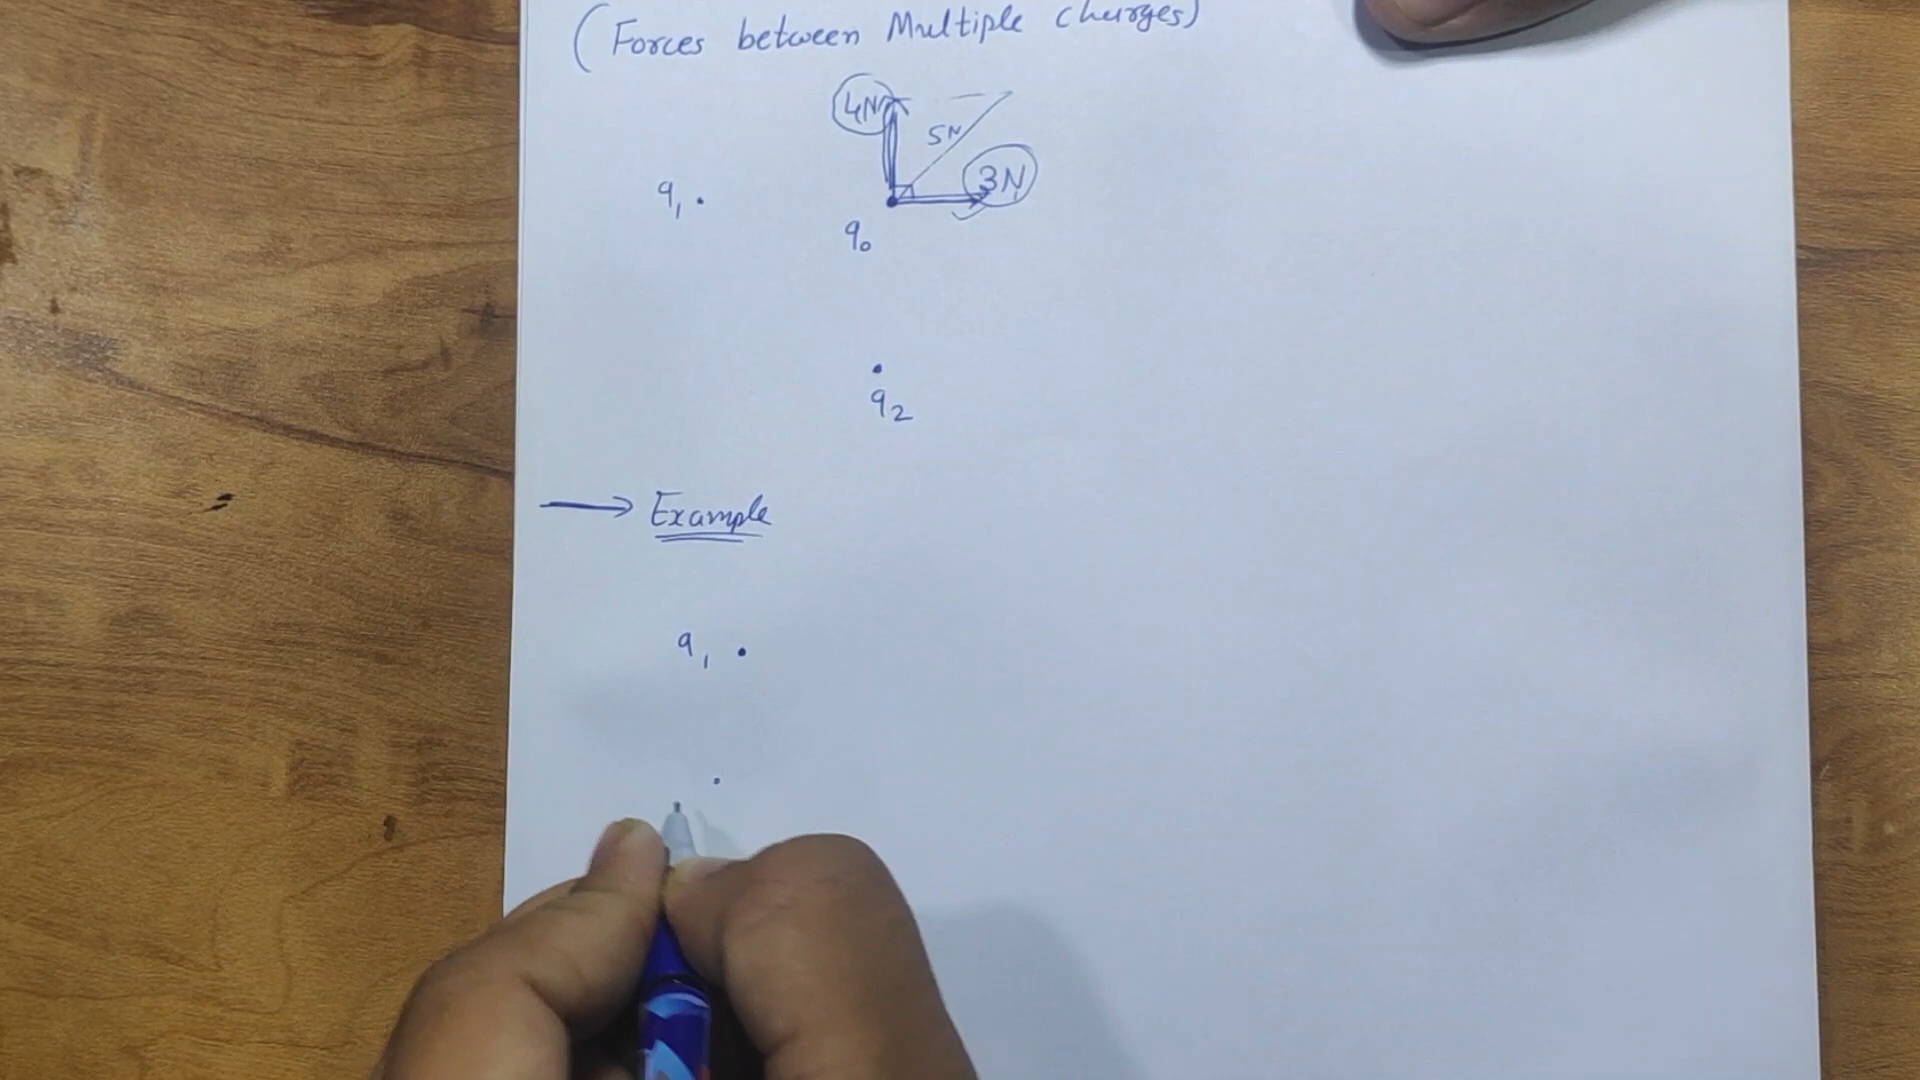 (Forces between Multiple charges)
4N
5N
3N
q₁
q₀
q₂
Example
q₁